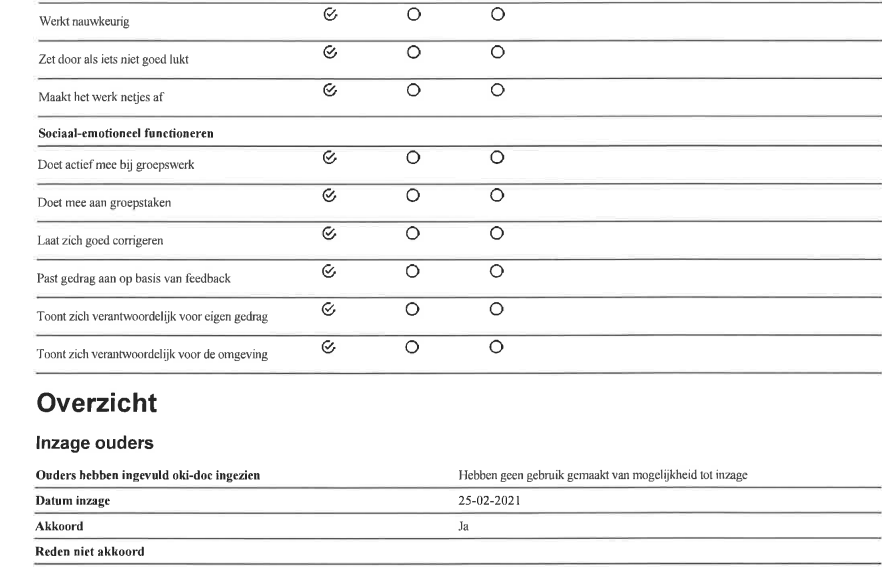 Werkt nauwkeurig
Zet door als iets niet goed lukt
Maakt het werk netjes af
Sociaal-emotioneel functioneren
Doet actief mee bij groepswerk
Doet mee aan groepstaken
Laat zich goed corrigeren
Past gedrag aan op basis van feedback
Toont zich verantwoordelijk voor eigen gedrag
Toont zich verantwoordelijk voor de omgeving
Overzicht
Inzage ouders
Ouders hebben ingevuld oki-doc ingezien Hebben geen gebruik gemaakt van mogelijkheid tot inzage
Datum inzage 25-02-2021
Akkoord Ja
Reden niet akkoord